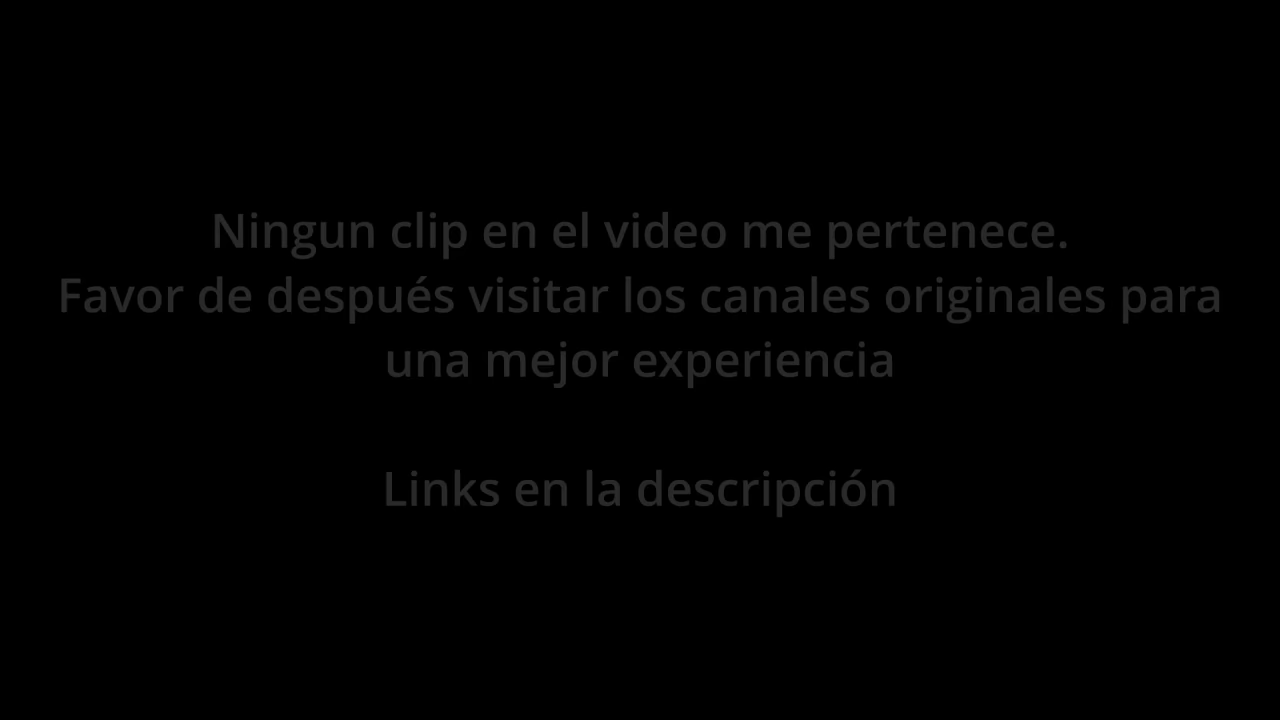 Ningun clip en el video me pertenece.
Favor de después visitar los canales originales para
una mejor experiencia
Links en la descripción